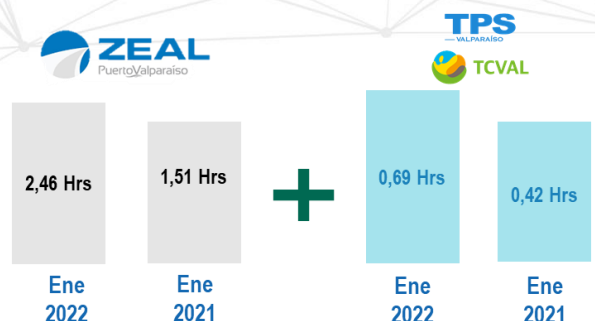 ZEAL
PuertoValparaíso
TPS
VALPARAÍSO
TCVAL
2,46 Hrs
1,51 Hrs
+
0,69 Hrs
0,42 Hrs
Ene
2022
Ene
2021
Ene
2022
Ene
2021